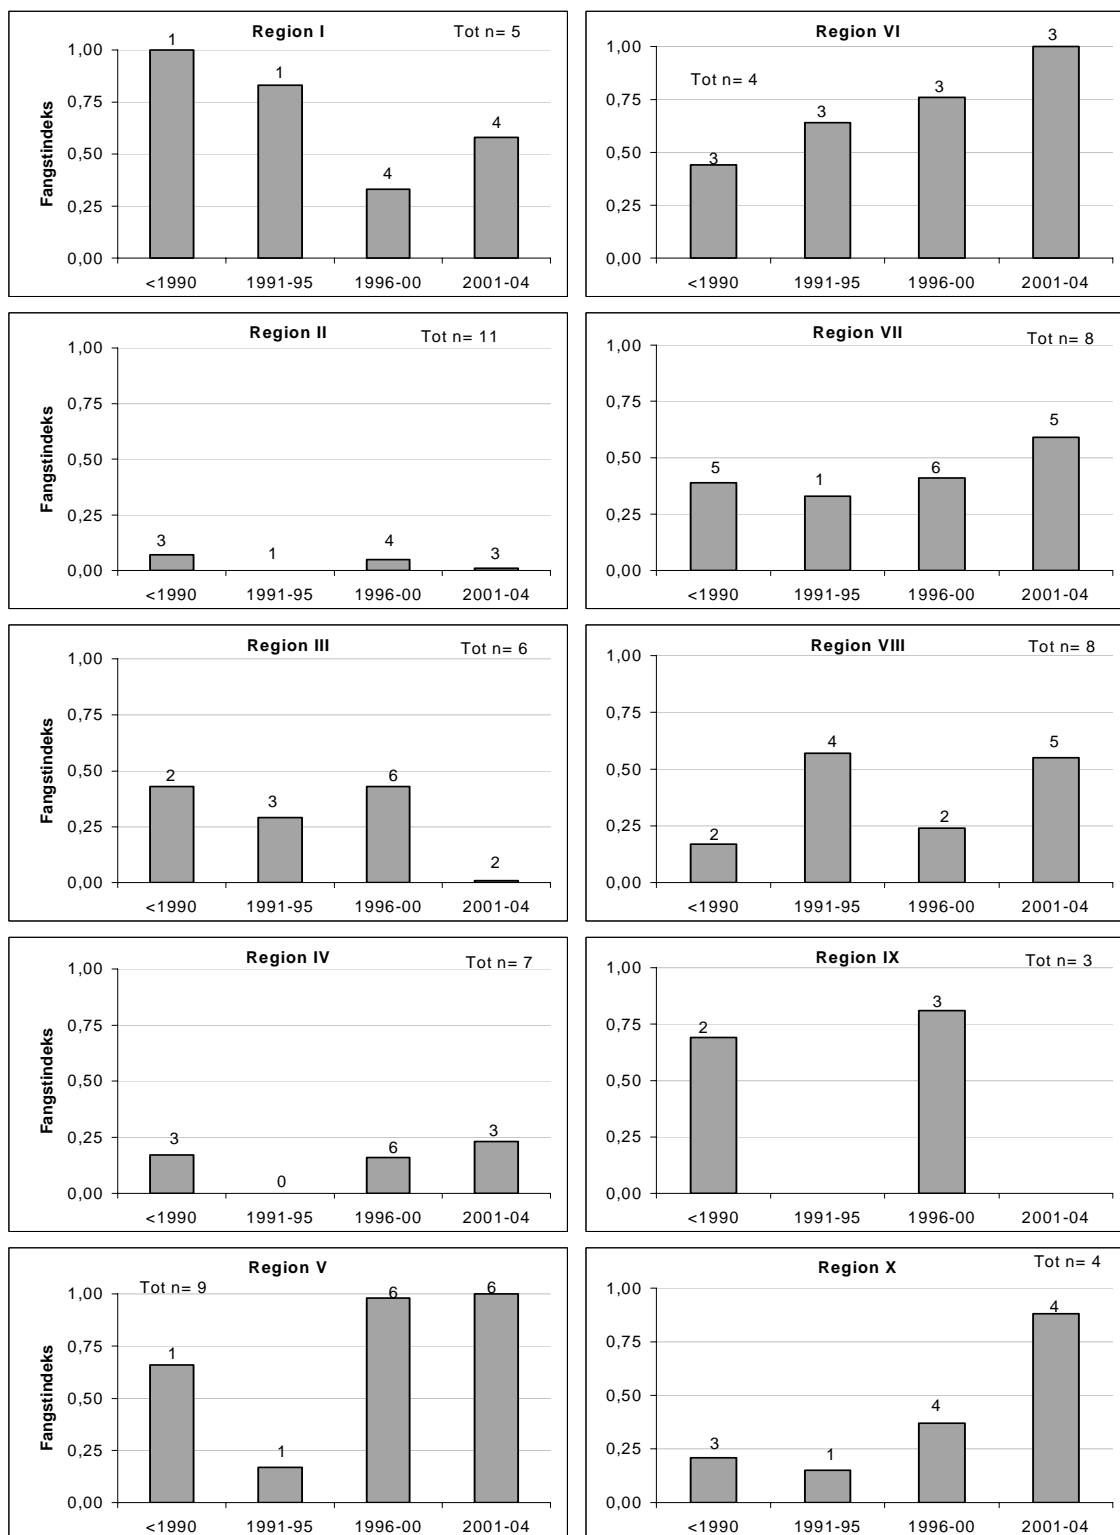 Region I
Tot n= 5
Fangstindeks
1,00
0,75
0,50
0,25
0,00
1
1
4
4
<1990 1991-95 1996-00 2001-04
Region II
Tot n= 11
Fangstindeks
1,00
0,75
0,50
0,25
0,00
3
1
4
3
<1990 1991-95 1996-00 2001-04
Region III
Tot n= 6
Fangstindeks
1,00
0,75
0,50
0,25
0,00
2
3
6
2
<1990 1991-95 1996-00 2001-04
Region IV
Tot n= 7
Fangstindeks
1,00
0,75
0,50
0,25
0,00
3
0
6
3
<1990 1991-95 1996-00 2001-04
Region V
Tot n= 9
Fangstindeks
1,00
0,75
0,50
0,25
0,00
1
1
6
6
<1990 1991-95 1996-00 2001-04
Region VI
Tot n= 4
1,00
0,75
0,50
0,25
0,00
3
3
3
3
<1990 1991-95 1996-00 2001-04
Region VII
Tot n= 8
1,00
0,75
0,50
0,25
0,00
5
1
6
5
<1990 1991-95 1996-00 2001-04
Region VIII
Tot n= 8
1,00
0,75
0,50
0,25
0,00
2
4
2
5
<1990 1991-95 1996-00 2001-04
Region IX
Tot n= 3
1,00
0,75
0,50
0,25
0,00
2
3
<1990 1991-95 1996-00 2001-04
Region X
Tot n= 4
1,00
0,75
0,50
0,25
0,00
3
1
4
4
<1990 1991-95 1996-00 2001-04